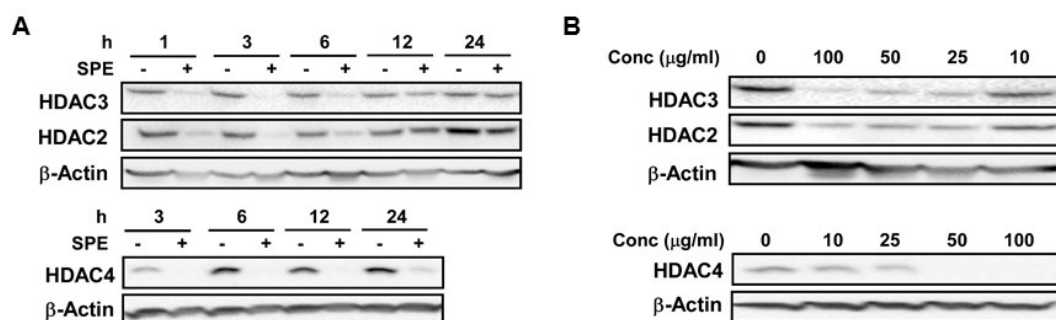 A
h 1 3 6 12 24
SPE - + - + - + - + - +
HDAC3
HDAC2
β-Actin
h 3 6 12 24
SPE - + - + - + - +
HDAC4
β-Actin
B
Conc (μg/ml) 0 100 50 25 10
HDAC3
HDAC2
β-Actin
Conc (μg/ml) 0 10 25 50 100
HDAC4
β-Actin